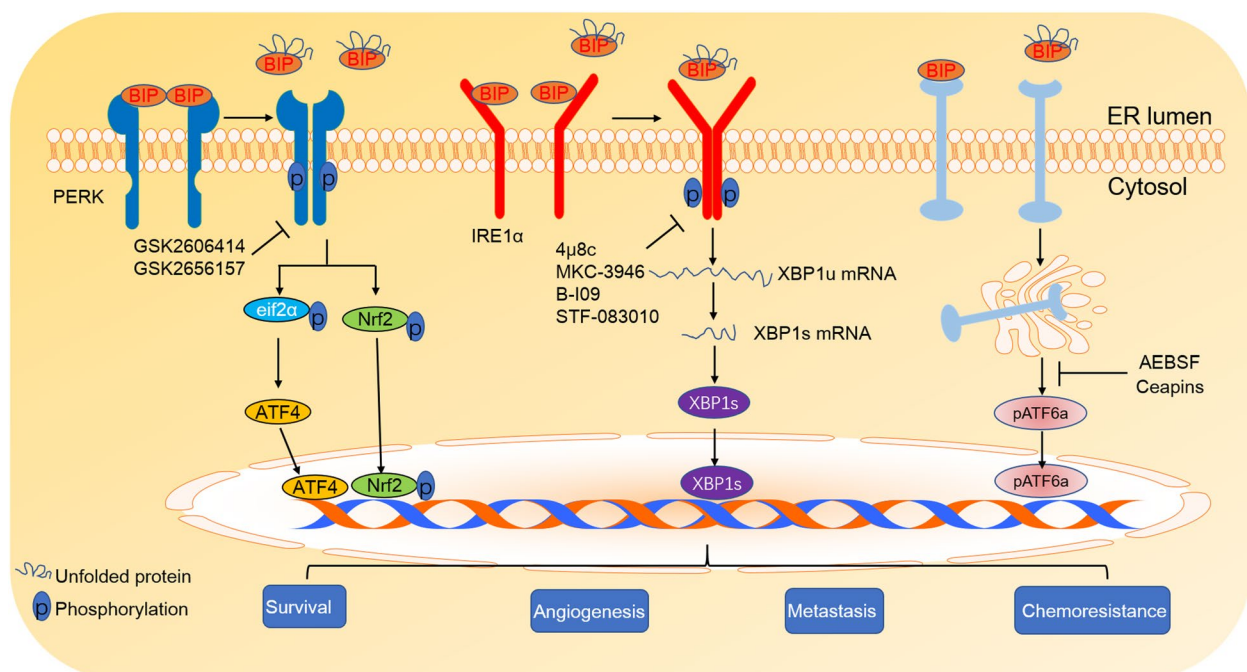 BIP
BIP
BIP
BIP
BIP
BIP
BIP
BIP
BIP
BIP
ER lumen
Cytosol
PERK
p
p
IRE1α
p
p
GSK2606414
GSK2656157
4μ8c
MKC-3946
B-I09
STF-083010
XBP1u mRNA
XBP1s mRNA
eif2α
p
Nrf2
p
AEBSF
Ceapins
ATF4
XBP1s
pATF6a
ATF4
Nrf2
p
XBP1s
pATF6a
Unfolded protein
p Phosphorylation
Survival
Angiogenesis
Metastasis
Chemoresistance